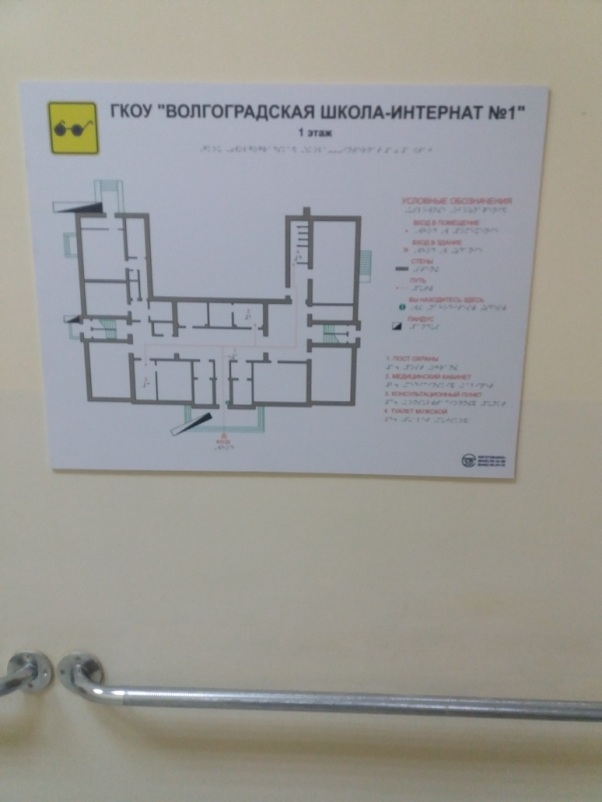 ГКОУ "ВОЛГОГРАДСКАЯ ШКОЛА-ИНТЕРНАТ №1"
1 этаж
УСЛОВНЫЕ ОБОЗНАЧЕНИЯ
ВХОД В ПОМЕЩЕНИЕ
ВХОД В ЗДАНИЕ
СТЕНЫ
ПУТЬ
ВЫ НАХОДИТЕСЬ ЗДЕСЬ
ПАНДУС
1. ПОСТ ОХРАНЫ
2. МЕДИЦИНСКИЙ КАБИНЕТ
3. КОНСУЛЬТАЦИОННЫЙ ПУНКТ
4. ТУАЛЕТ МУЖСКОЙ
ВХОД